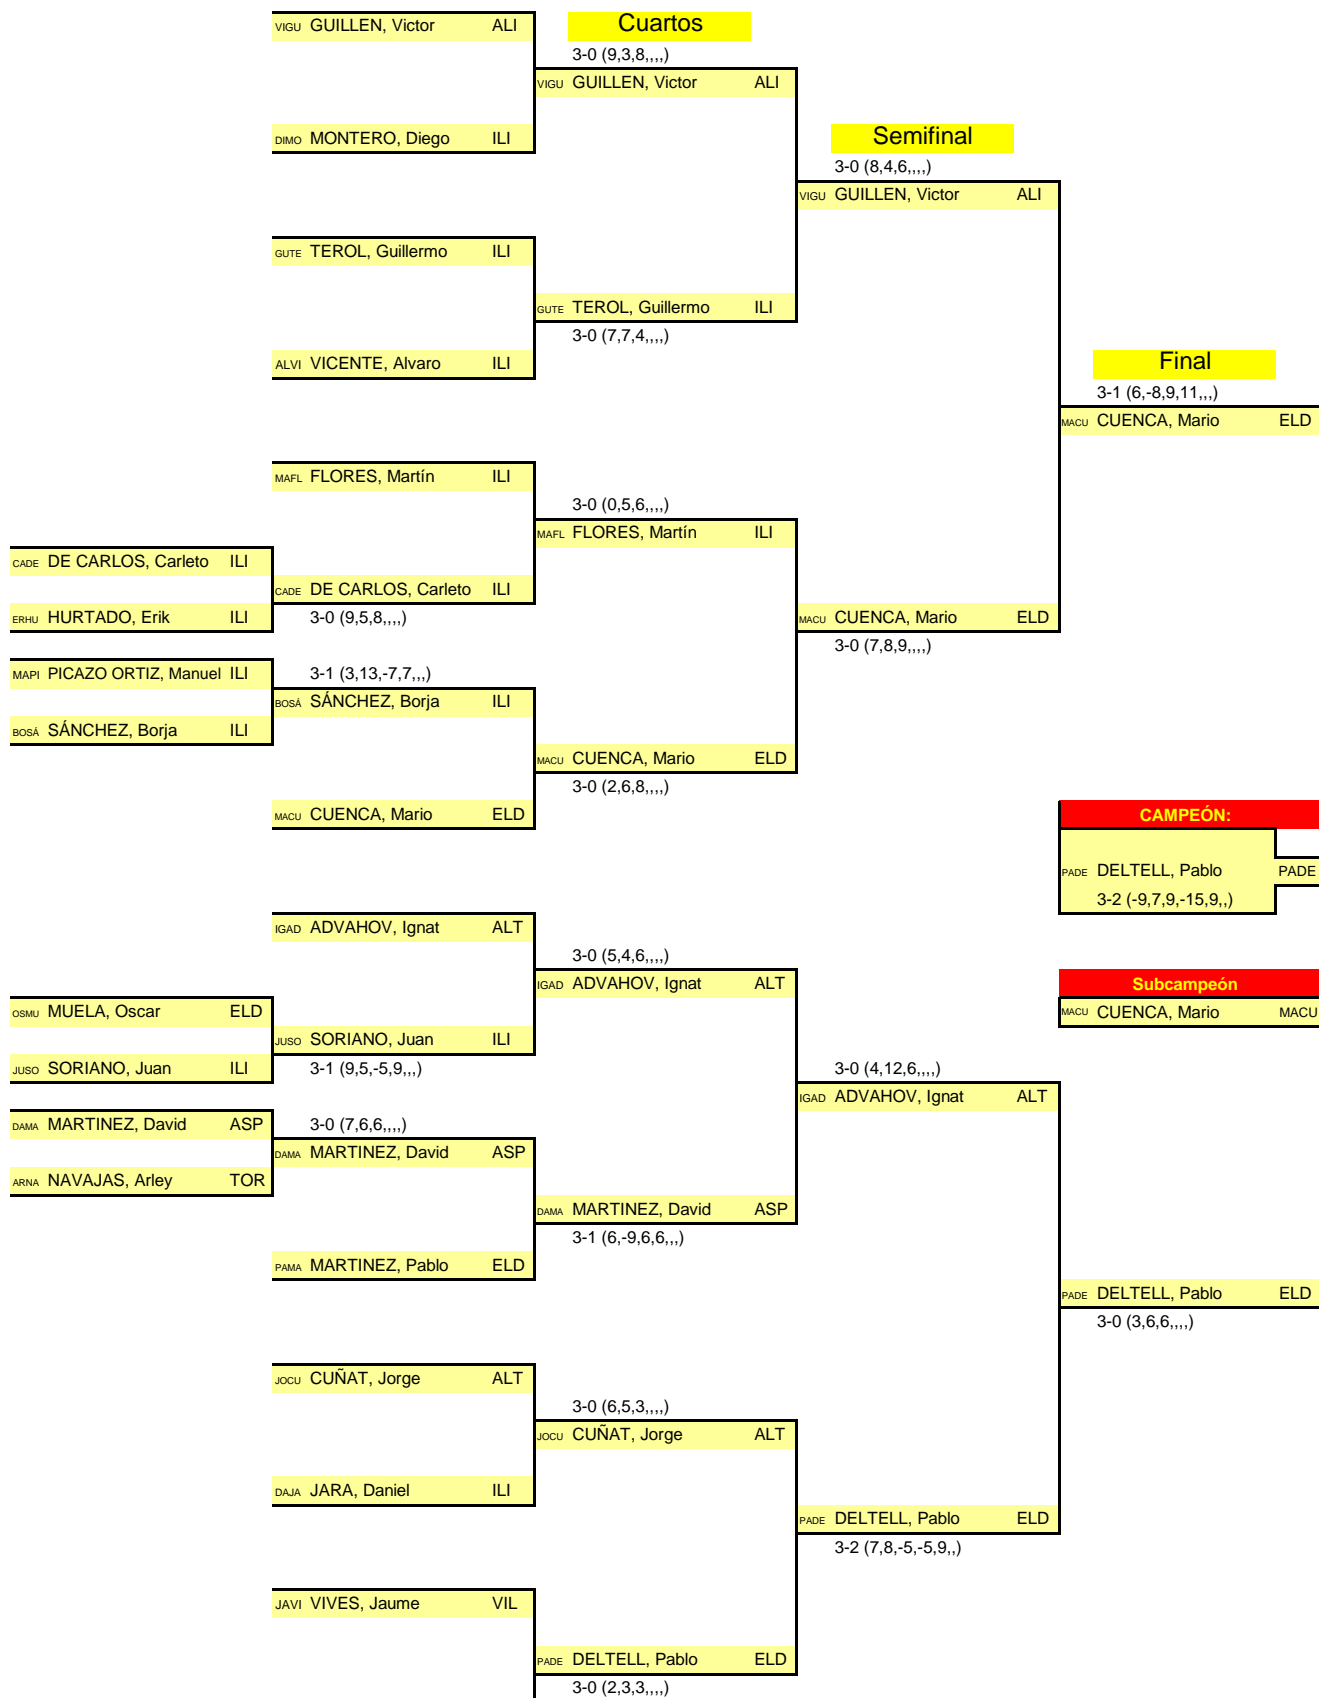 VIGU GUILLEN, Victor ALI Cuartos
3-0 (9,3,8,,,,)
VIGU GUILLEN, Victor ALI
DIMO MONTERO, Diego ILI Semifinal
3-0 (8,4,6,,,,)
VIGU GUILLEN, Victor ALI
GUTE TEROL, Guillermo ILI
GUTE TEROL, Guillermo ILI
3-0 (7,7,4,,,,)
ALVI VICENTE, Alvaro ILI Final
3-1 (6,-8,9,11,,,)
MACU CUENCA, Mario ELD
MAFL FLORES, Martín ILI
3-0 (0,5,6,,,,)
MAFL FLORES, Martín ILI
CADE DE CARLOS, Carleto ILI
CADE DE CARLOS, Carleto ILI
ERHU HURTADO, Erik ILI 3-0 (9,5,8,,,,) MACU CUENCA, Mario ELD
3-0 (7,8,9,,,,)
MAPI PICAZO ORTIZ, Manuel ILI 3-1 (3,13,-7,7,,,)
BOSÁ SÁNCHEZ, Borja ILI
BOSÁ SÁNCHEZ, Borja ILI
MACU CUENCA, Mario ELD
3-0 (2,6,8,,,,)
MACU CUENCA, Mario ELD CAMPEÓN:
PADE DELTELL, Pablo PADE
3-2 (-9,7,9,-15,9,,)
IGAD ADVAHOV, Ignat ALT
3-0 (5,4,6,,,,)
IGAD ADVAHOV, Ignat ALT Subcampeón
OSMU MUELA, Oscar ELD MACU CUENCA, Mario MACU
JUSO SORIANO, Juan ILI
JUSO SORIANO, Juan ILI 3-1 (9,5,-5,9,,,) 3-0 (4,12,6,,,,)
IGAD ADVAHOV, Ignat ALT
DAMA MARTINEZ, David ASP 3-0 (7,6,6,,,,)
DAMA MARTINEZ, David ASP
ARNA NAVAJAS, Arley TOR
DAMA MARTINEZ, David ASP
3-1 (6,-9,6,6,,,)
PAMA MARTINEZ, Pablo ELD
PADE DELTELL, Pablo ELD
3-0 (3,6,6,,,,)
JOCU CUÑAT, Jorge ALT
3-0 (6,5,3,,,,)
JOCU CUÑAT, Jorge ALT
DAJA JARA, Daniel ILI
PADE DELTELL, Pablo ELD
3-2 (7,8,-5,-5,9,,)
JAVI VIVES, Jaume VIL
PADE DELTELL, Pablo ELD
3-0 (2,3,3,,,,)